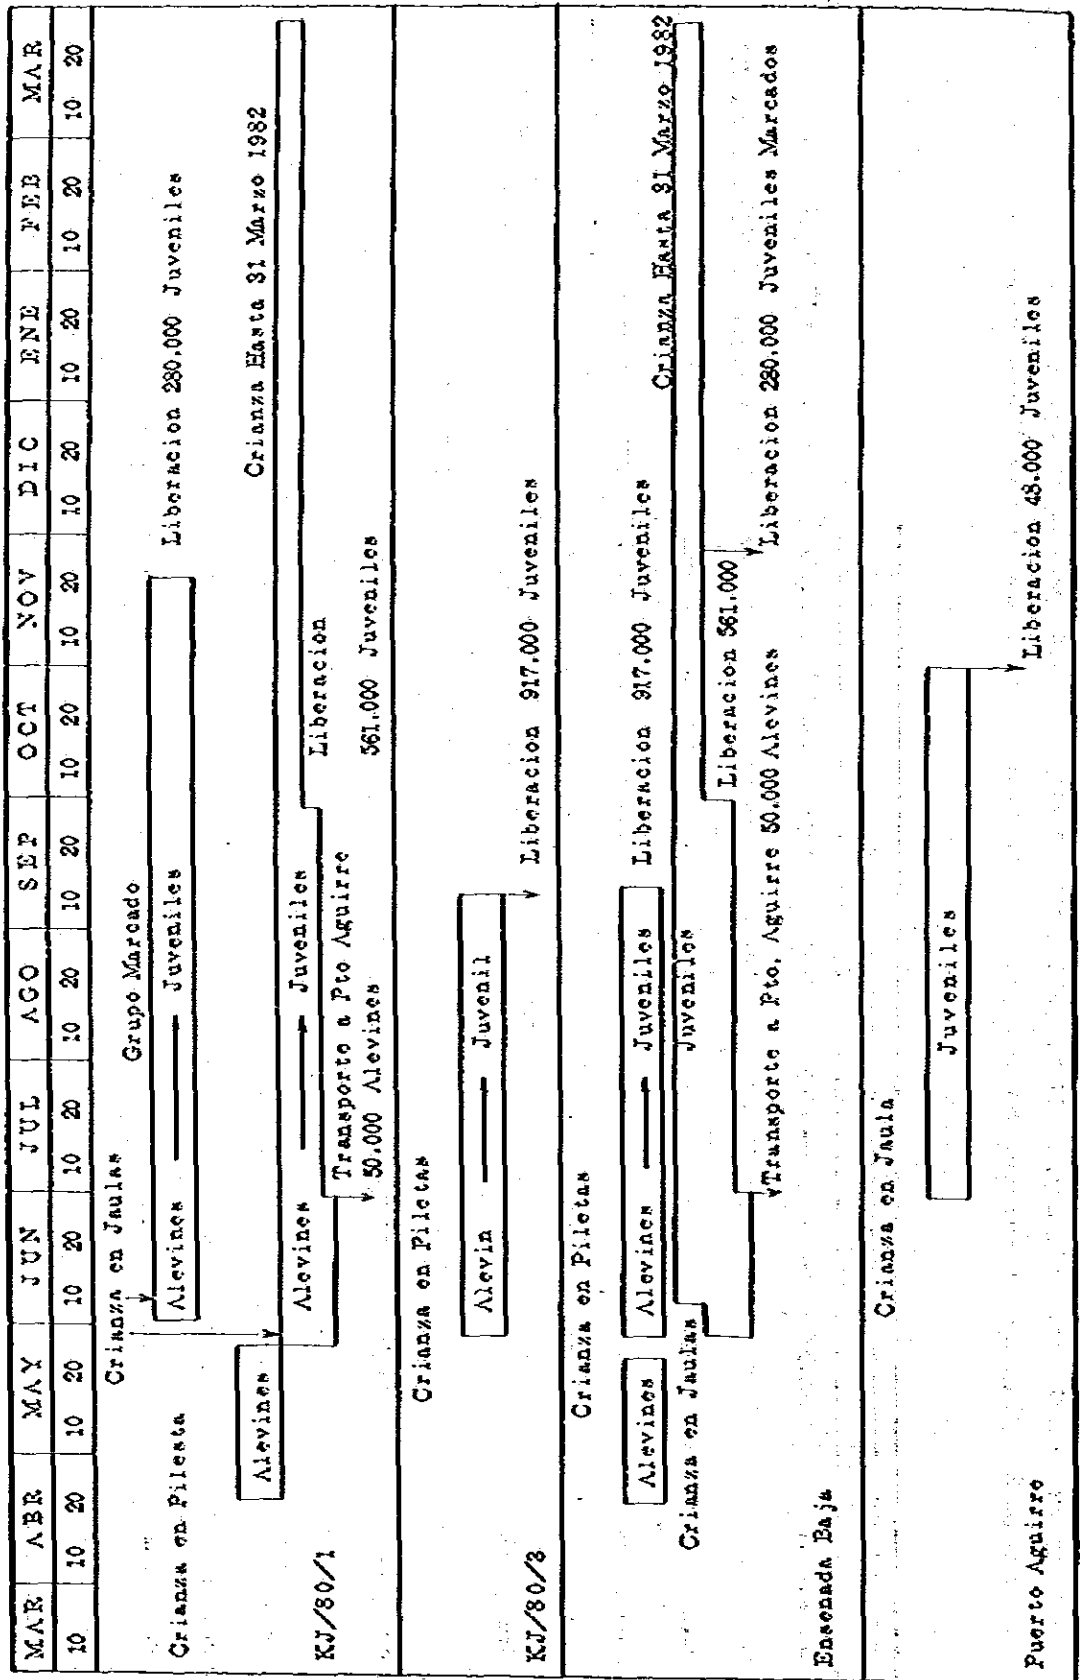 MAR ABR MAY JUN JUL AGO SEP OCT NOV DIC ENE FEB MAR
10 10 20 10 20 10 20 10 20 10 20 10 20 10 20 10 20 10 20 10 20 10 20 10 20
Crianza en Jaulas
Grupo Marcado
Crianza en Pilesta
Alevines Juveniles
Liberacion 280.000 Juveniles
Alevines
Crianza Hasta 31 Marzo 1982
Alevines Juveniles
Liberacion
561.000 Juveniles
Transporte a Pto Aguirre
50.000 Alevines
KJ/80/1
Crianza en Piletas
Alevin Juvenil
Liberacion 917.000 Juveniles
KJ/80/3
Crianza en Piletas
Alevines Alevines Juveniles Liberacion 917.000 Juveniles
Crianza Hasta 31 Marzo 1982
Crianza en Jaulas
Juveniles
Liberacion 561.000
Liberacion 280.000 Juveniles Marcados
Transporte a Pto. Aguirre 50.000 Alevines
Ensenada Baja
Crianza en Jaula
Juveniles
Liberacion 48.000 Juveniles
Puerto Aguirre